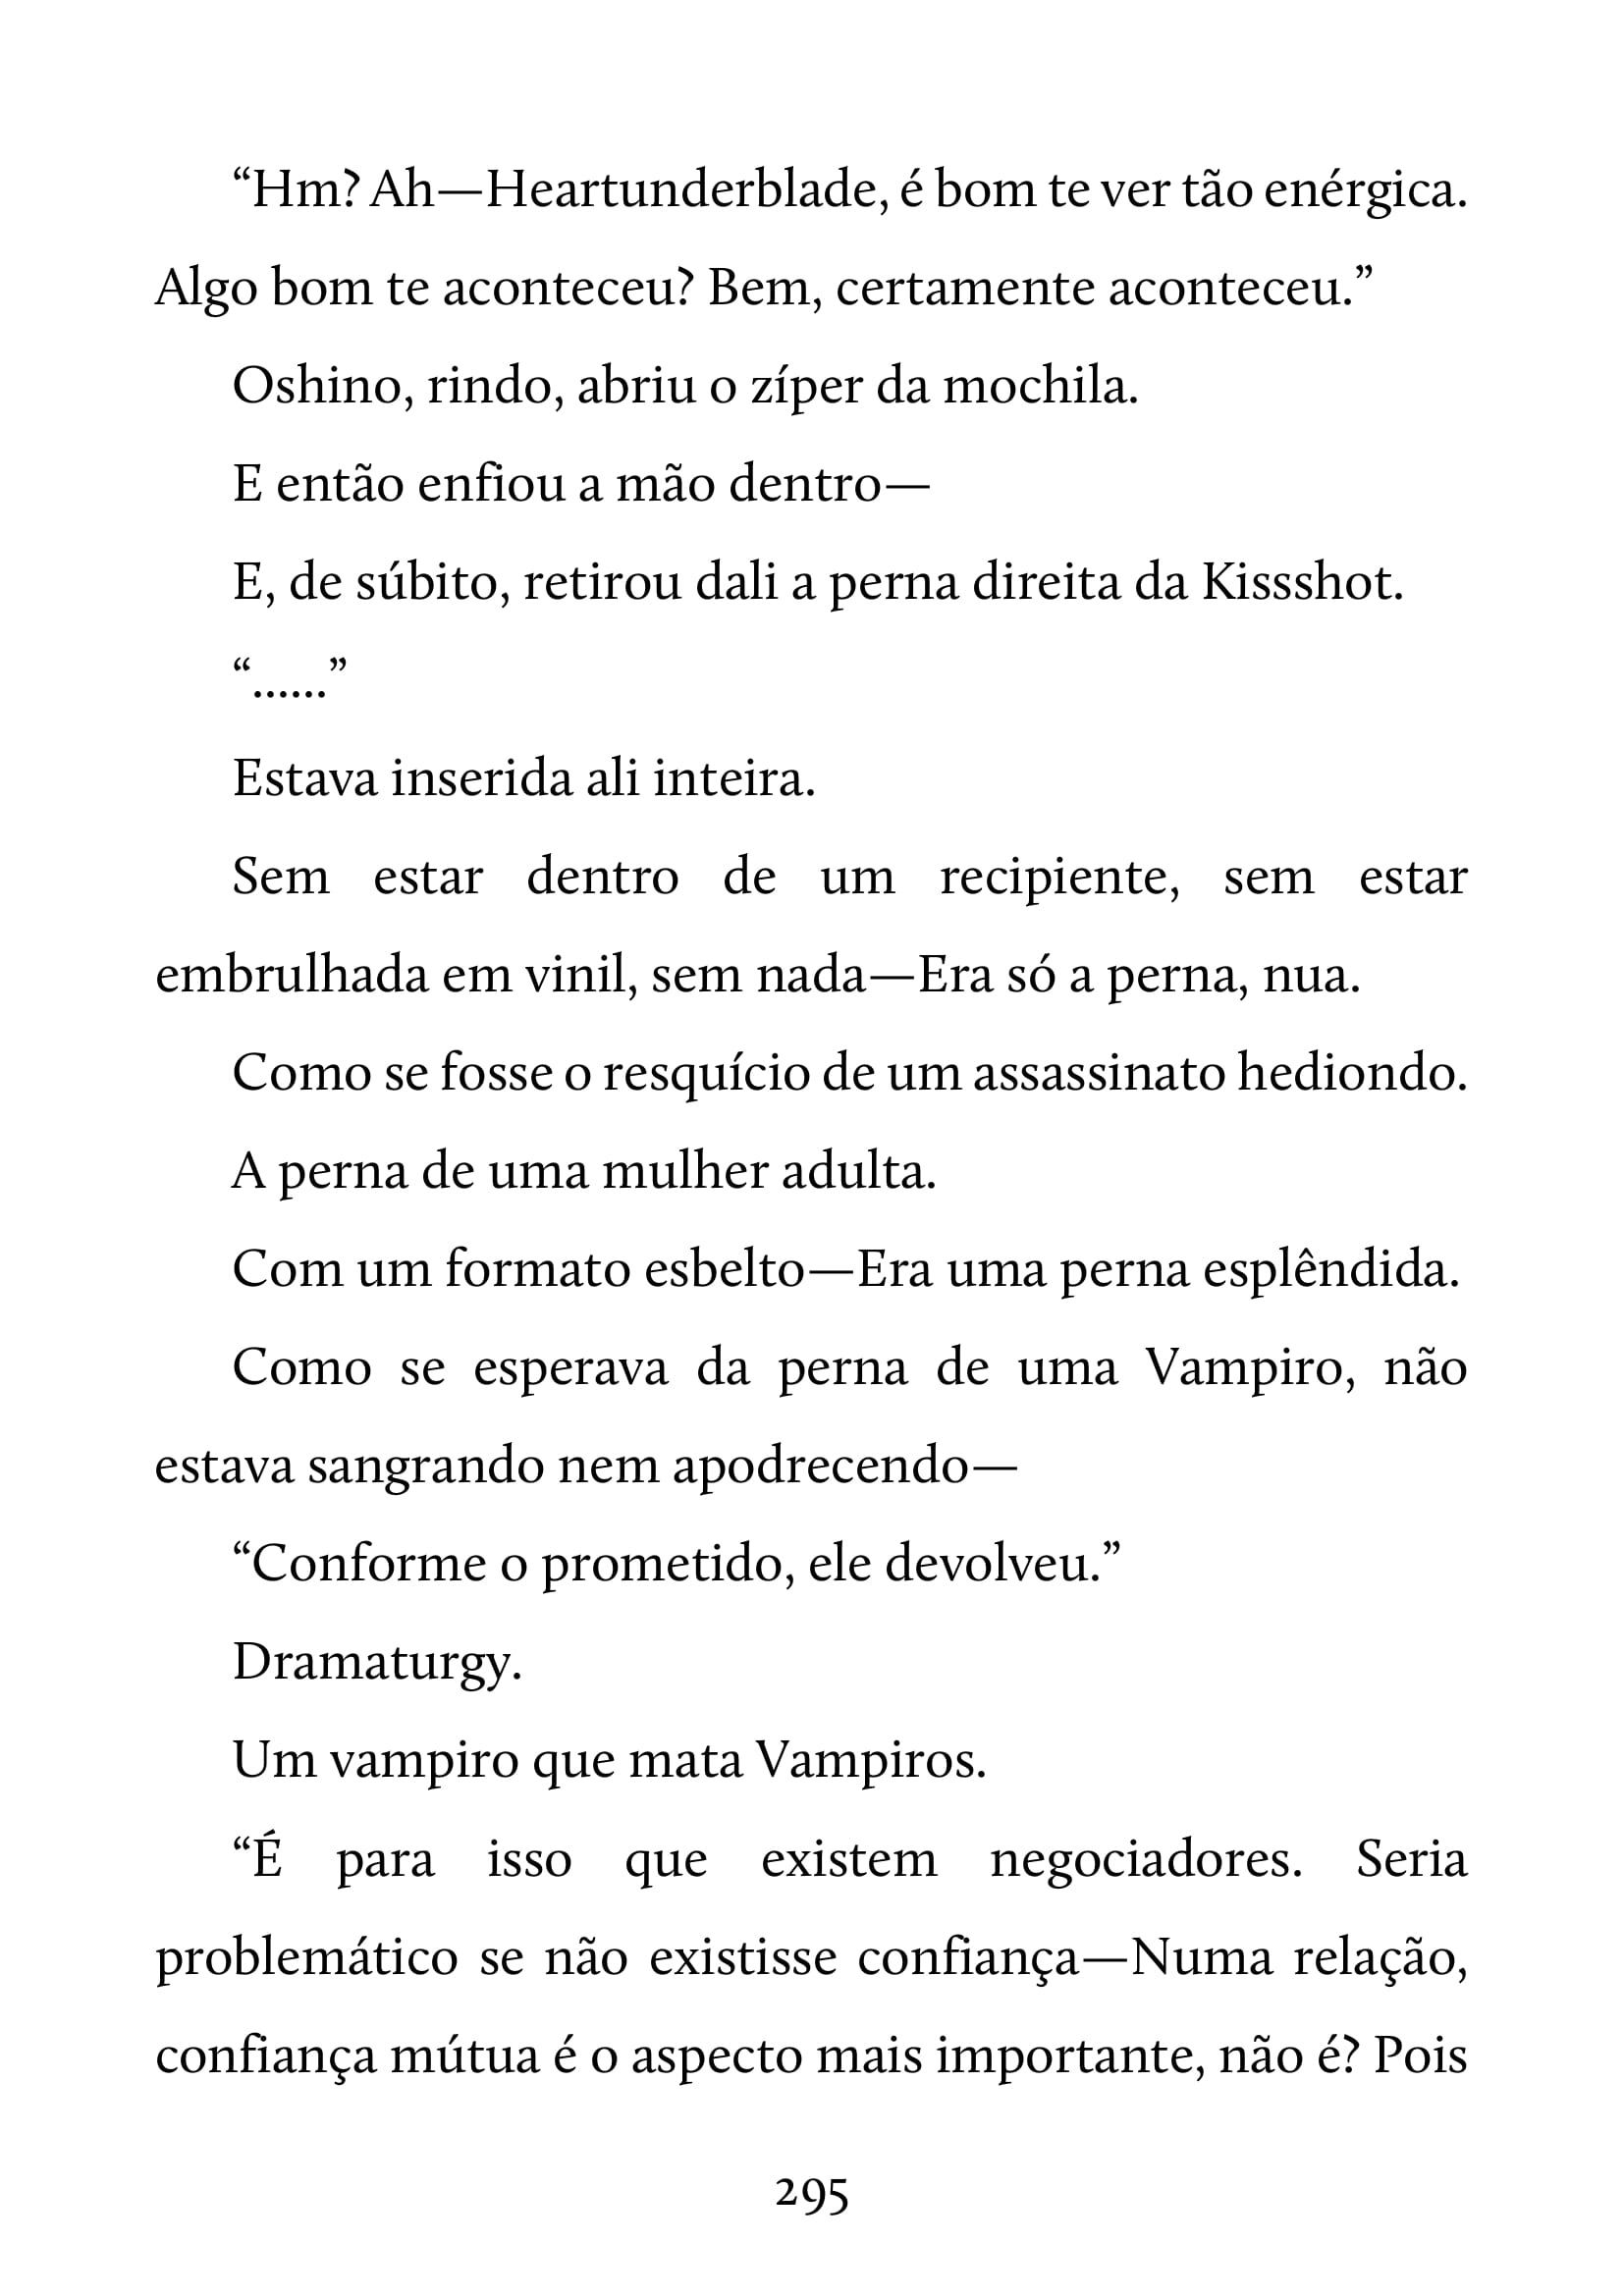 “Hm? Ah—Heartunderblade, é bom te ver tão enérgica.
Algo bom te aconteceu? Bem, certamente aconteceu.”
Oshino, rindo, abriu o zíper da mochila.
E então enfiou a mão dentro—
E, de súbito, retirou dali a perna direita da Kissshot.
“......”
Estava inserida ali inteira.
Sem estar dentro de um recipiente, sem estar
embrulhada em vinil, sem nada—Era só a perna, nua.
Como se fosse o resquício de um assassinato hediondo.
A perna de uma mulher adulta.
Com um formato esbelto—Era uma perna esplêndida.
Como se esperava da perna de uma Vampiro, não
estava sangrando nem apodrecendo—
“Conforme o prometido, ele devolveu.”
Dramaturgy.
Um vampiro que mata Vampiros.
“É para isso que existem negociadores. Seria
problemático se não existisse confiança—Numa relação,
confiança mútua é o aspecto mais importante, não é? Pois
295